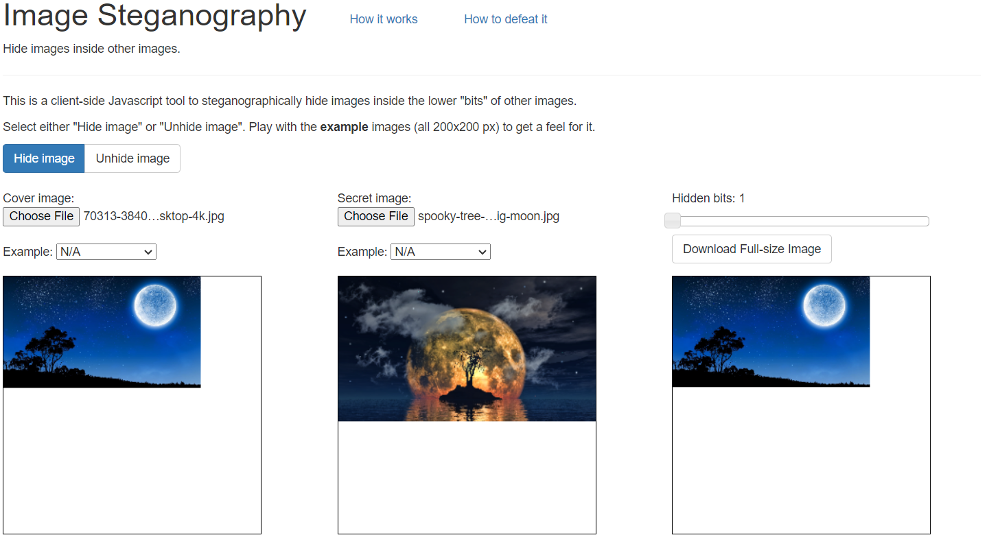 Image Steganography How it works How to defeat it
Hide images inside other images.
This is a client-side Javascript tool to steganographically hide images inside the lower "bits" of other images.
Select either "Hide image" or "Unhide image". Play with the example images (all 200x200 px) to get a feel for it.
Hide image Unhide image
Cover image: Secret image: Hidden bits: 1
Choose File 70313-3840...sktop-4k.jpg Choose File spooky-tree-...ig-moon.jpg
Download Full-size Image
Example: N/A Example: N/A